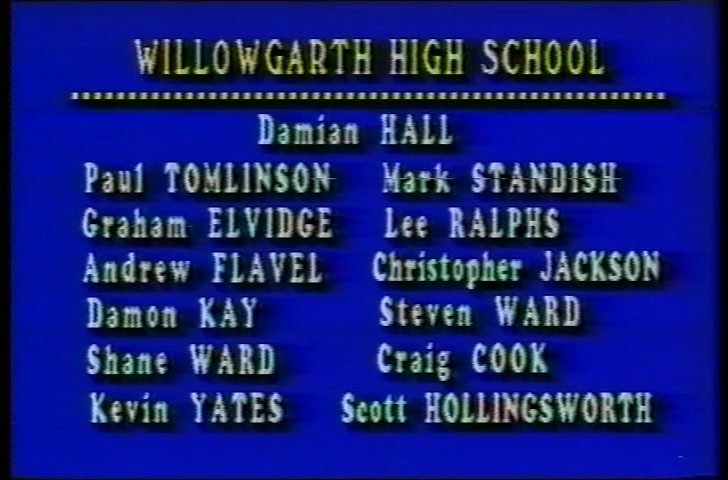 WILLOWGARTH HIGH SCHOOL
Damian HALL
Paul TOMLINSON Mark STANDISH
Graham ELVIDGE Lee RALPHS
Andrew FLAVEL Christopher JACKSON
Damon KAY Steven WARD
Shane WARD Craig COOK
Kevin YATES Scott HOLLINGSWORTH